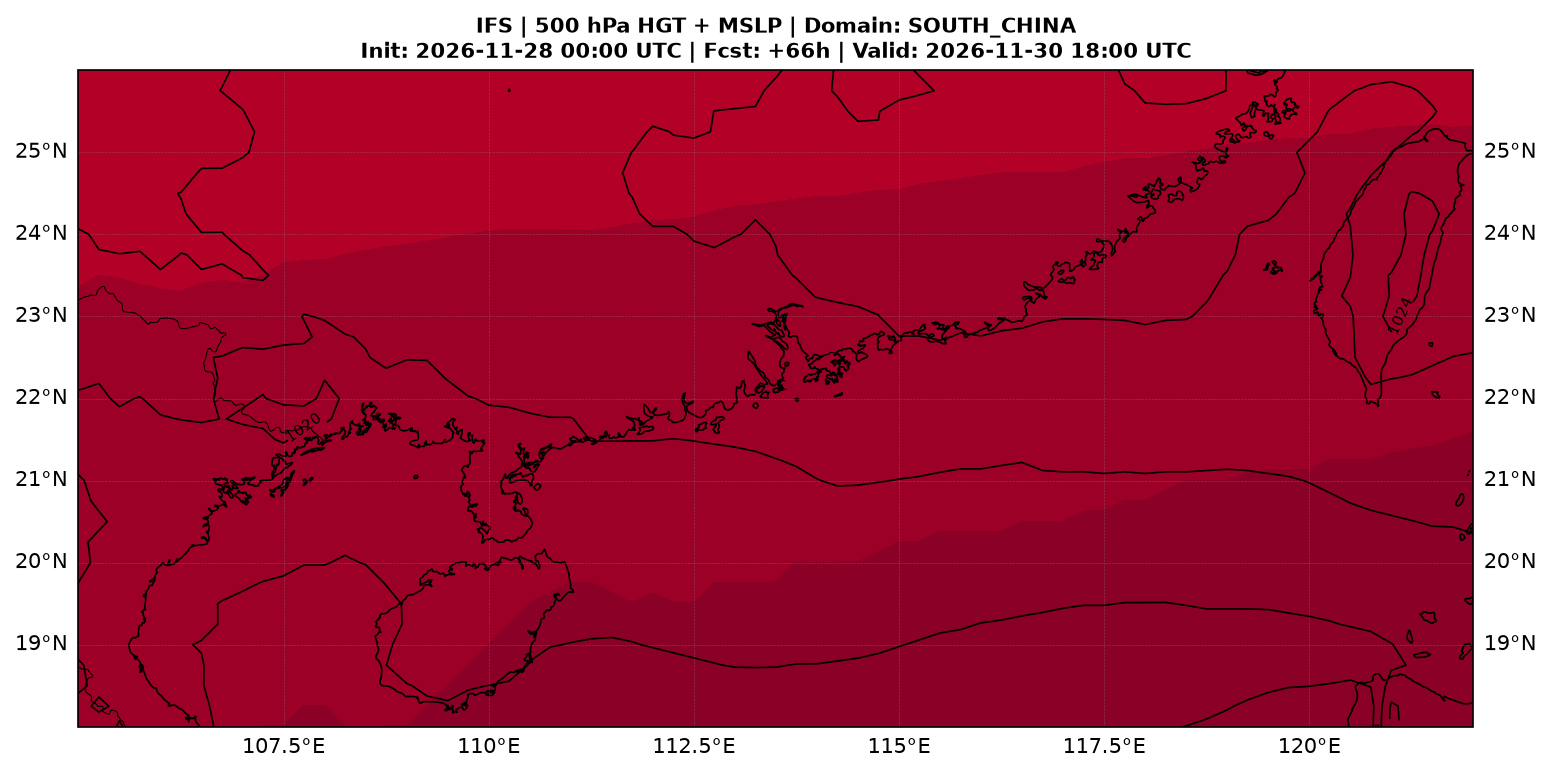 IFS | 500 hPa HGT + MSLP | Domain: SOUTH_CHINA
Init: 2026-11-28 00:00 UTC | Fcst: +66h | Valid: 2026-11-30 18:00 UTC
25°N 25°N
24°N 24°N
23°N 23°N
1024
22°N 22°N
1020
21°N 21°N
20°N 20°N
19°N 19°N
107.5°E 110°E 112.5°E 115°E 117.5°E 120°E